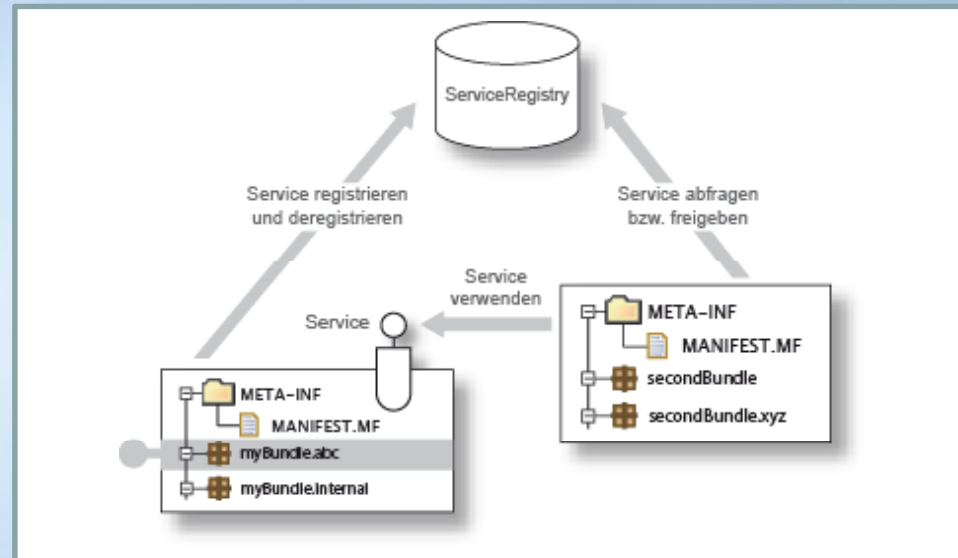 ServiceRegistry
Service registrieren
und deregistrieren
Service abfragen
bzw. freigeben
Service
verwenden
Service
META-INF
MANIFEST.MF
secondBundle
secondBundle.xyz
META-INF
MANIFEST.MF
myBundle.abc
myBundle.internal